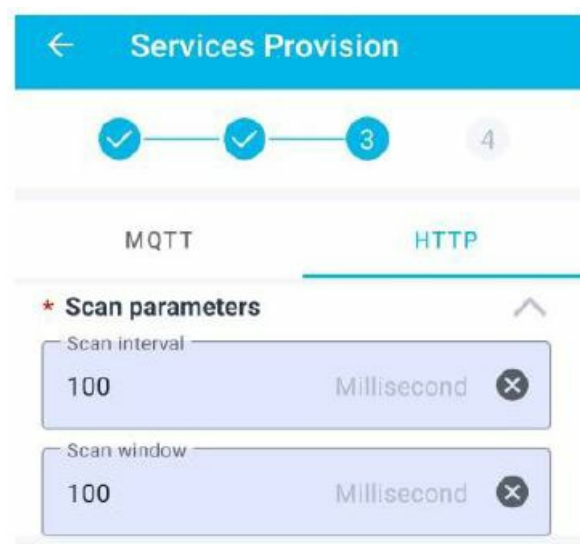 Services Provision
3 4
MQTT HTTP
* Scan parameters
Scan interval
100 Millisecond
Scan window
100 Millisecond